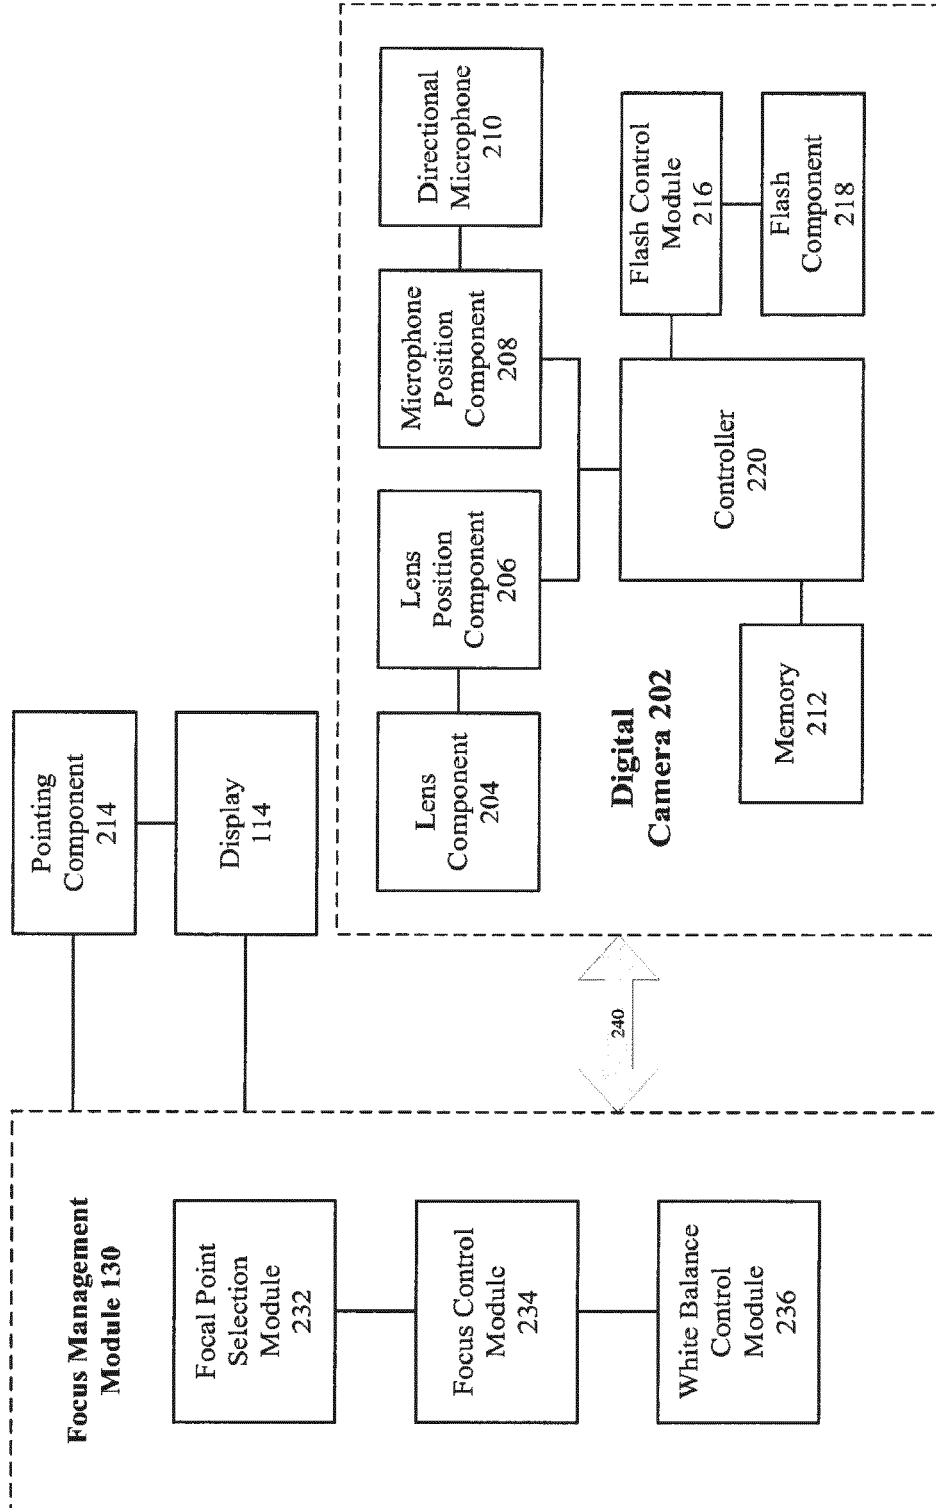 Focus Management
Module 130
Focal Point
Selection
Module
232
Focus Control
Module
234
White Balance
Control
Module
236
Pointing
Component
214
Display
114
240
Lens
Component
204
Lens
Position
Component
206
Microphone
Position
Component
208
Directional
Microphone
210
Digital
Camera 202
Memory
212
Controller
220
Flash Control
Module
216
Flash
Component
218